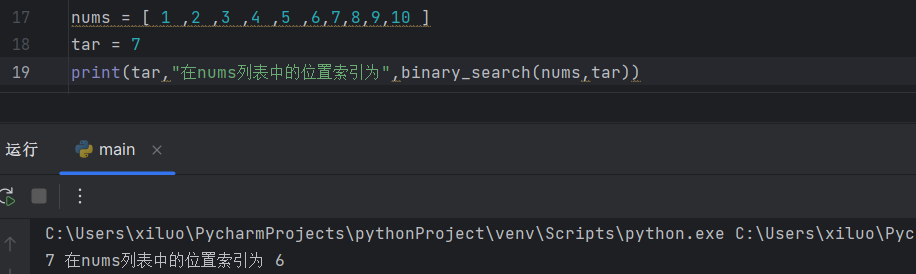 17 nums = [ 1 ,2 ,3 ,4 ,5 ,6,7,8,9,10 ]
18 tar = 7
19 print(tar,"在nums列表中的位置索引为",binary_search(nums,tar))
运行 main
C:\Users\xiluo\PycharmProjects\pythonProject\venv\Scripts\python.exe C:\Users\xiluo\Pyc
7 在nums列表中的位置索引为 6